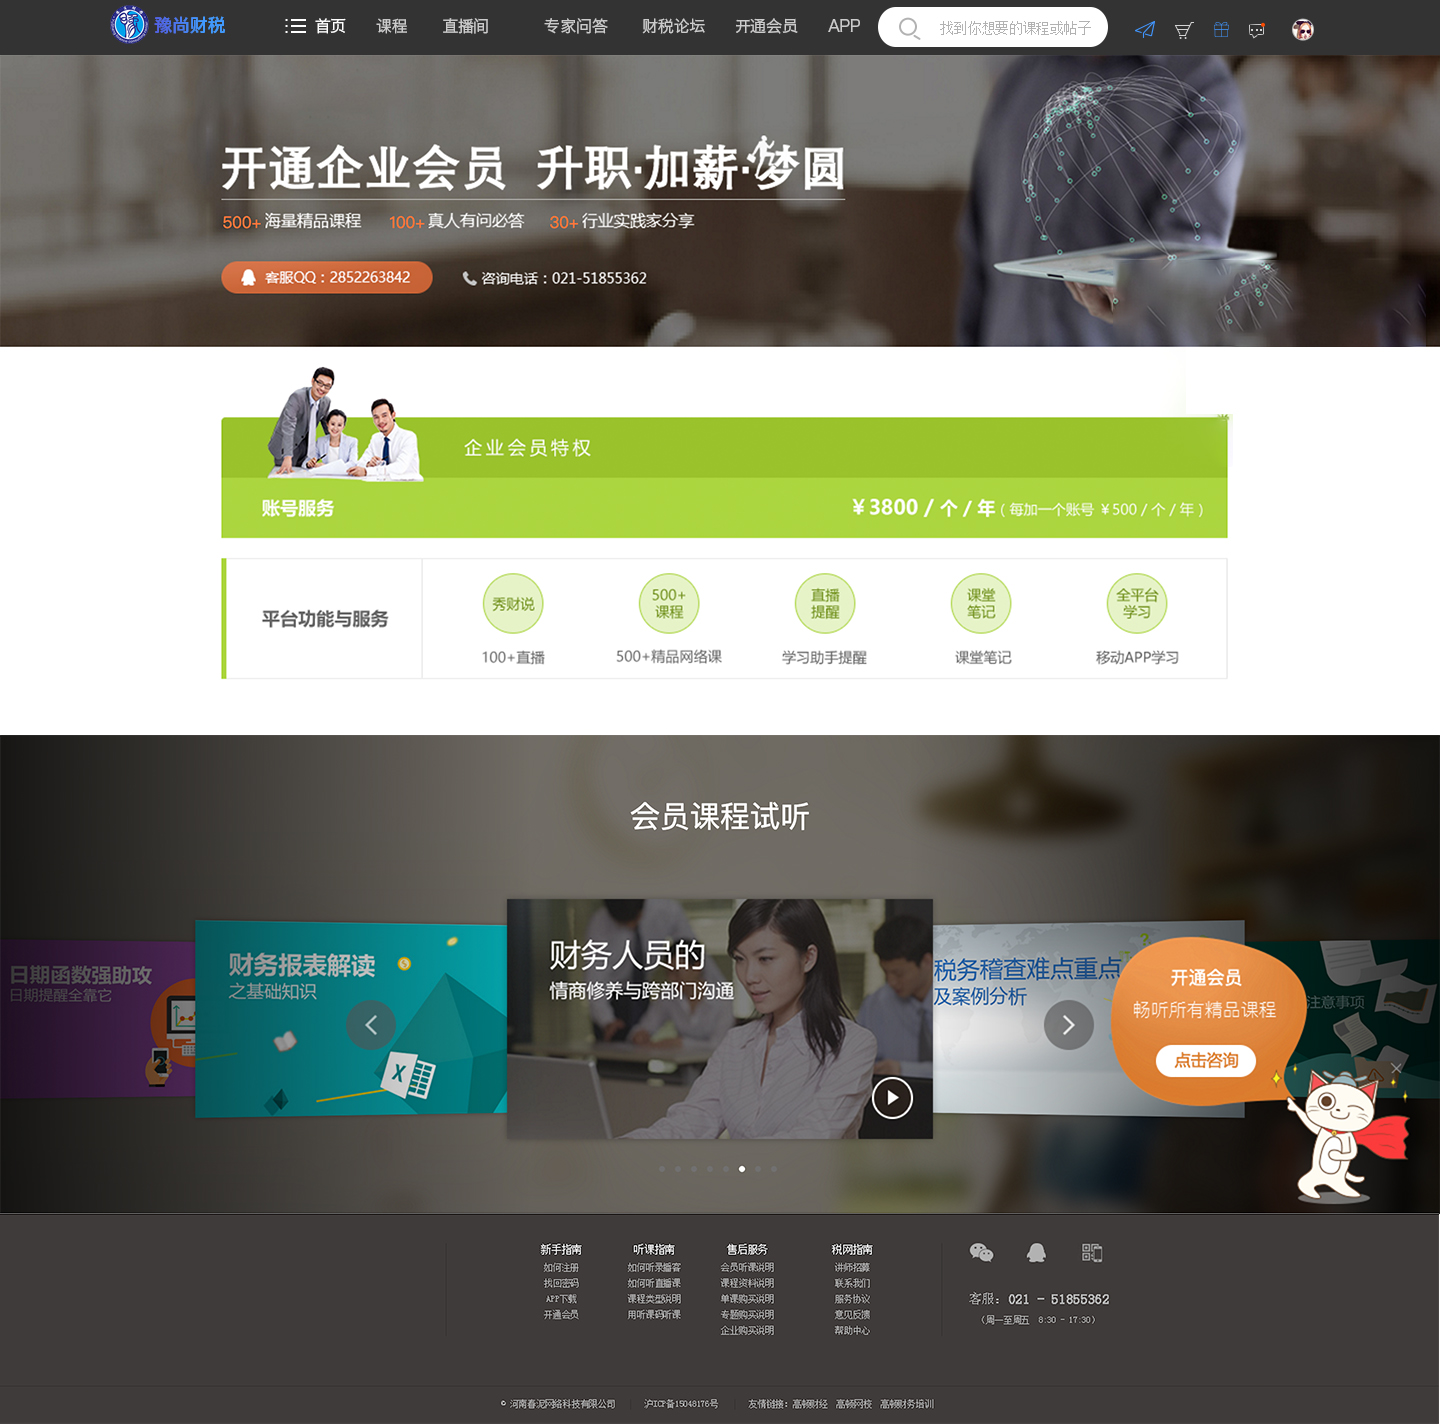 豫尚财税 首页 课程 直播间 专家问答 财税论坛 开通会员 APP 找到你想要的课程或帖子
开通企业会员 升职·加薪·梦圆
500+ 海量精品课程 100+ 真人有问必答 30+ 行业实践家分享
客服QQ：2852263842 咨询电话：021-51855362
企业会员特权
账号服务 ￥3800 / 个 / 年（ 每加一个账号 ￥500 / 个 / 年 ）
平台功能与服务
秀财说
100+直播
500+
课程
500+精品网络课
直播
提醒
学习助手提醒
课堂
笔记
课堂笔记
全平台
学习
移动APP学习
会员课程试听
日期函数强助攻
日期提醒全靠它
财务报表解读
之基础知识
财务人员的
情商修养与跨部门沟通
税务稽查难点重点
及案例分析
开通会员
畅听所有精品课程
点击咨询
注意事项
新手指南
如何注册
找回密码
APP下载
开通会员
听课指南
如何听录播客
如何听直播课
课程类型说明
用听课码听课
售后服务
会员听课说明
课程资料说明
单课购买说明
专题购买说明
企业购买说明
税网指南
讲师招募
联系我们
服务协议
意见反馈
帮助中心
客服：021 - 51855362
（周一至周五 8:30 - 17:30）
© 河南春泥网络科技有限公司 沪ICP备15048176号 友情链接：高顿财经 高顿网校 高顿财务培训